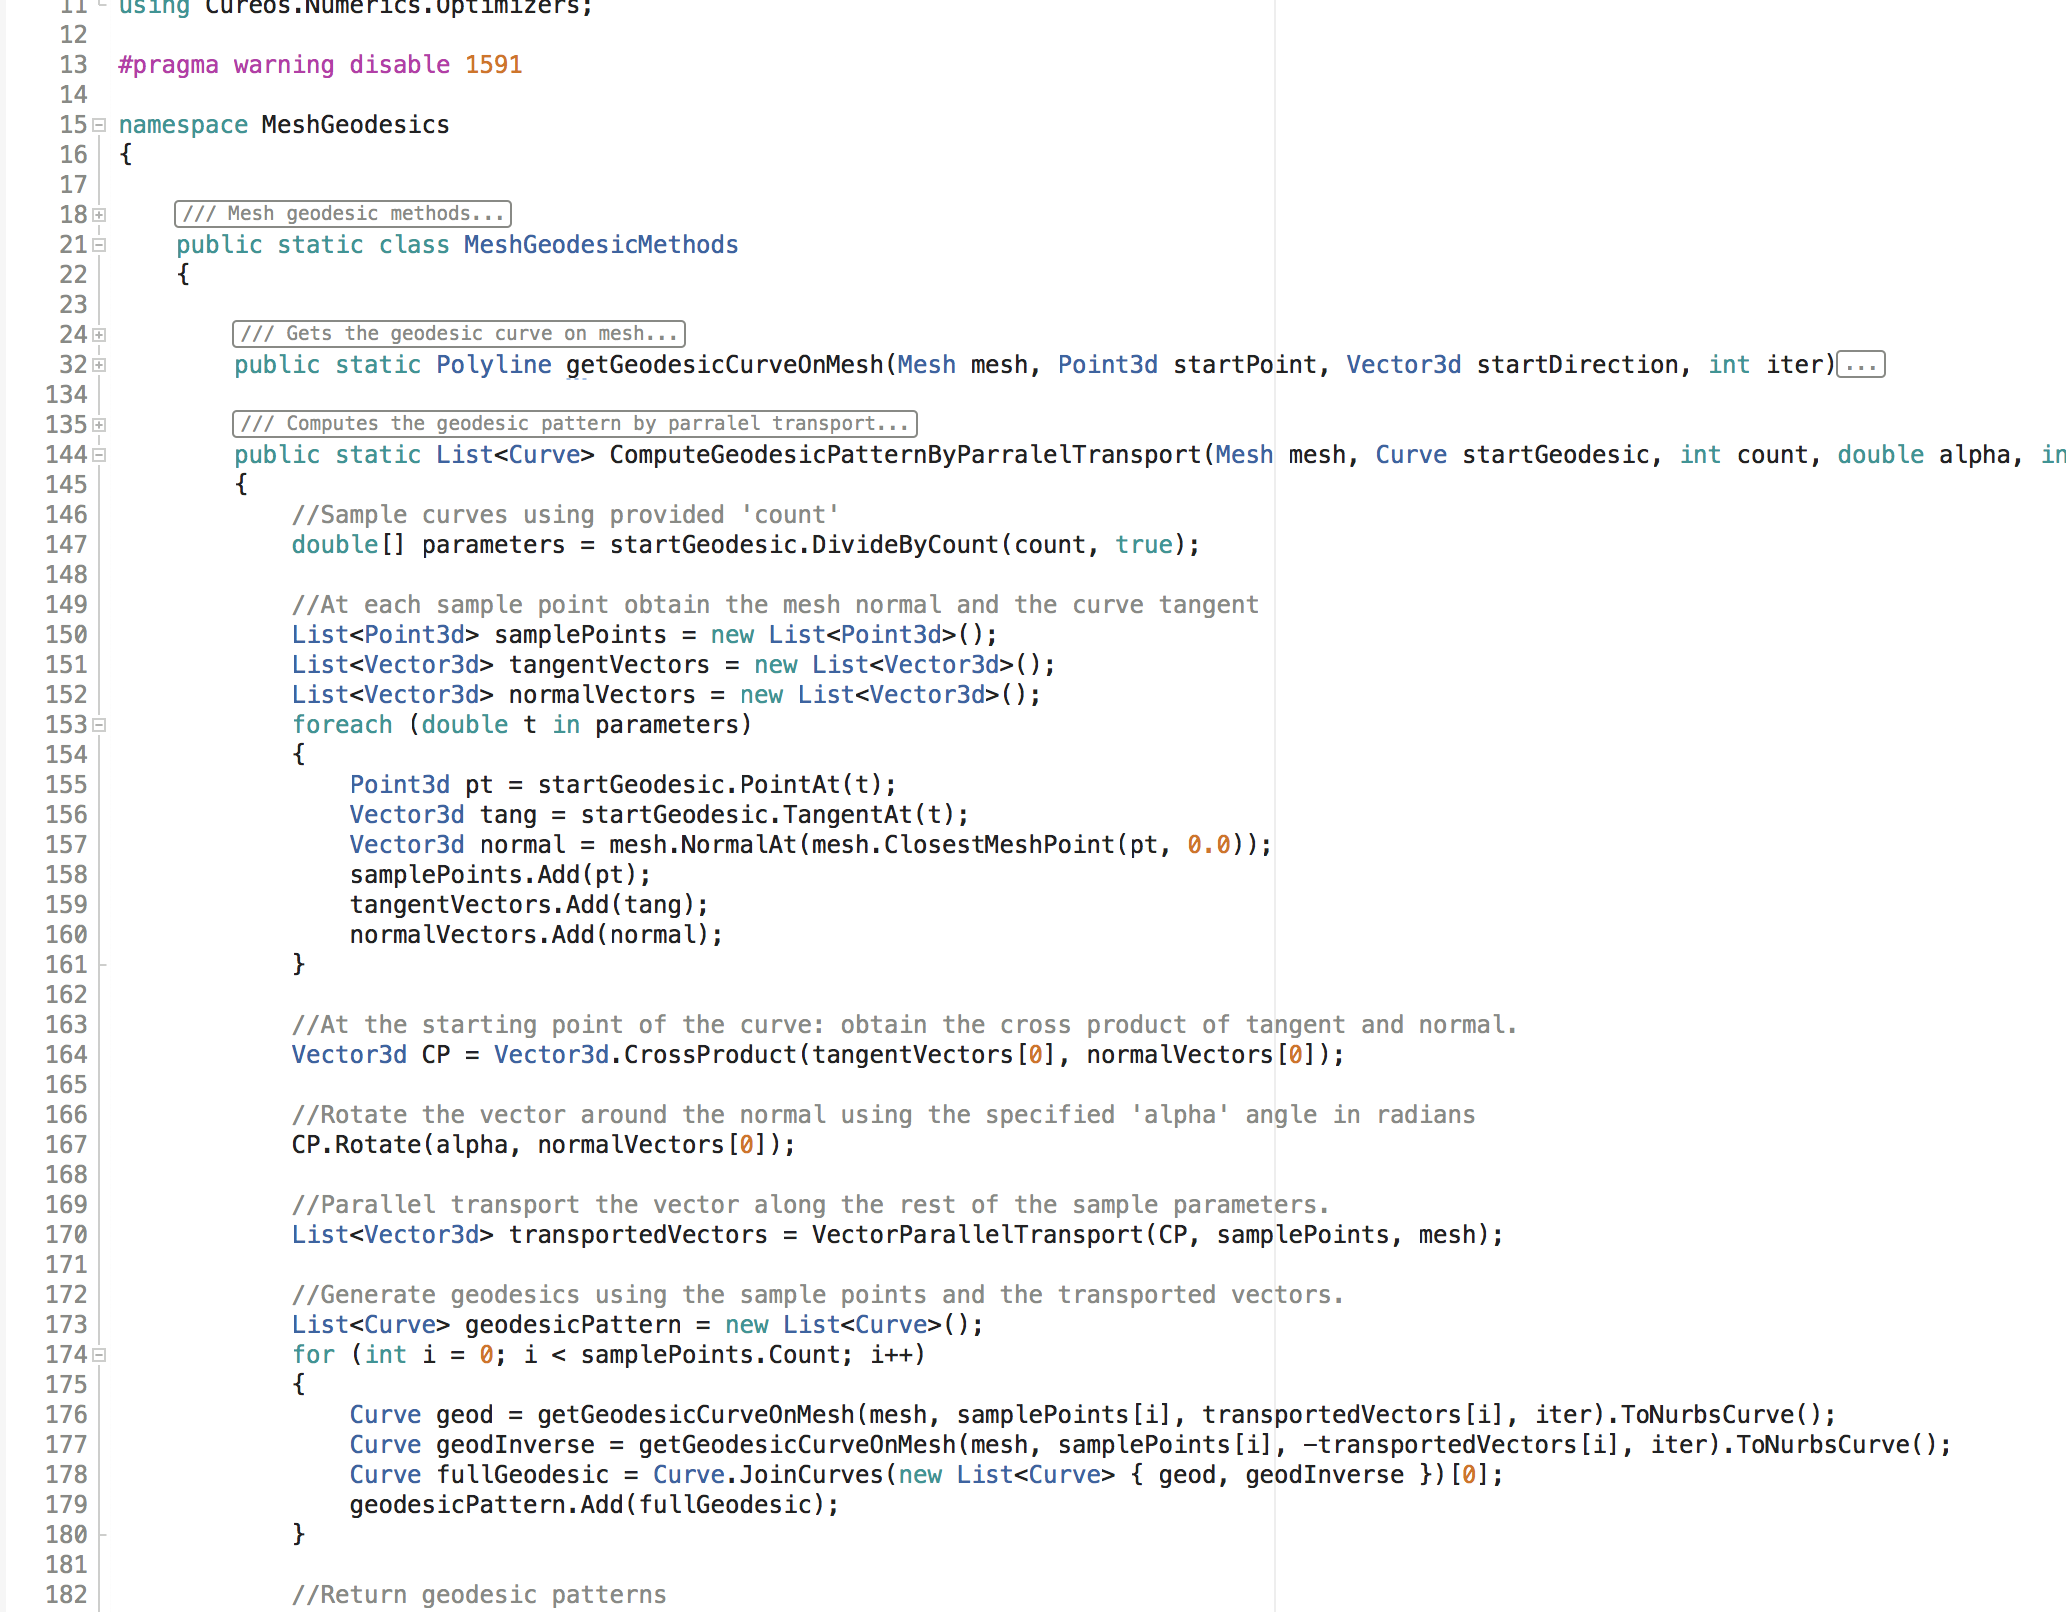 11 using Cureos.Numerics.Optimizers;
12
13 #pragma warning disable 1591
14
15 namespace MeshGeodesics
16 {
17
18 /// Mesh geodesic methods...
21 public static class MeshGeodesicMethods
22 {
23
24 /// Gets the geodesic curve on mesh...
32 public static Polyline getGeodesicCurveOnMesh(Mesh mesh, Point3d startPoint, Vector3d startDirection, int iter)...
134
135 /// Computes the geodesic pattern by parralel transport...
144 public static List<Curve> ComputeGeodesicPatternByParralelTransport(Mesh mesh, Curve startGeodesic, int count, double alpha, in
145 {
146 //Sample curves using provided 'count'
147 double[] parameters = startGeodesic.DivideByCount(count, true);
148
149 //At each sample point obtain the mesh normal and the curve tangent
150 List<Point3d> samplePoints = new List<Point3d>();
151 List<Vector3d> tangentVectors = new List<Vector3d>();
152 List<Vector3d> normalVectors = new List<Vector3d>();
153 foreach (double t in parameters)
154 {
155 Point3d pt = startGeodesic.PointAt(t);
156 Vector3d tang = startGeodesic.TangentAt(t);
157 Vector3d normal = mesh.NormalAt(mesh.ClosestMeshPoint(pt, 0.0));
158 samplePoints.Add(pt);
159 tangentVectors.Add(tang);
160 normalVectors.Add(normal);
161 }
162
163 //At the starting point of the curve: obtain the cross product of tangent and normal.
164 Vector3d CP = Vector3d.CrossProduct(tangentVectors[0], normalVectors[0]);
165
166 //Rotate the vector around the normal using the specified 'alpha' angle in radians
167 CP.Rotate(alpha, normalVectors[0]);
168
169 //Parallel transport the vector along the rest of the sample parameters.
170 List<Vector3d> transportedVectors = VectorParallelTransport(CP, samplePoints, mesh);
171
172 //Generate geodesics using the sample points and the transported vectors.
173 List<Curve> geodesicPattern = new List<Curve>();
174 for (int i = 0; i < samplePoints.Count; i++)
175 {
176 Curve geod = getGeodesicCurveOnMesh(mesh, samplePoints[i], transportedVectors[i], iter).ToNurbsCurve();
177 Curve geodInverse = getGeodesicCurveOnMesh(mesh, samplePoints[i], -transportedVectors[i], iter).ToNurbsCurve();
178 Curve fullGeodesic = Curve.JoinCurves(new List<Curve> { geod, geodInverse })[0];
179 geodesicPattern.Add(fullGeodesic);
180 }
181
182 //Return geodesic patterns